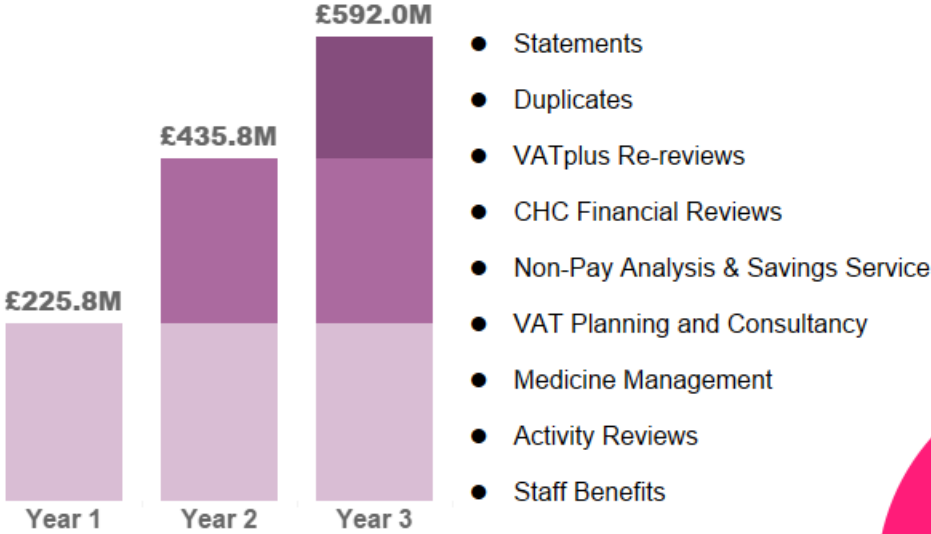 £592.0M
£435.8M
£225.8M
Year 1
Year 2
Year 3
● Statements
● Duplicates
● VATplus Re-reviews
● CHC Financial Reviews
● Non-Pay Analysis & Savings Service
● VAT Planning and Consultancy
● Medicine Management
● Activity Reviews
● Staff Benefits